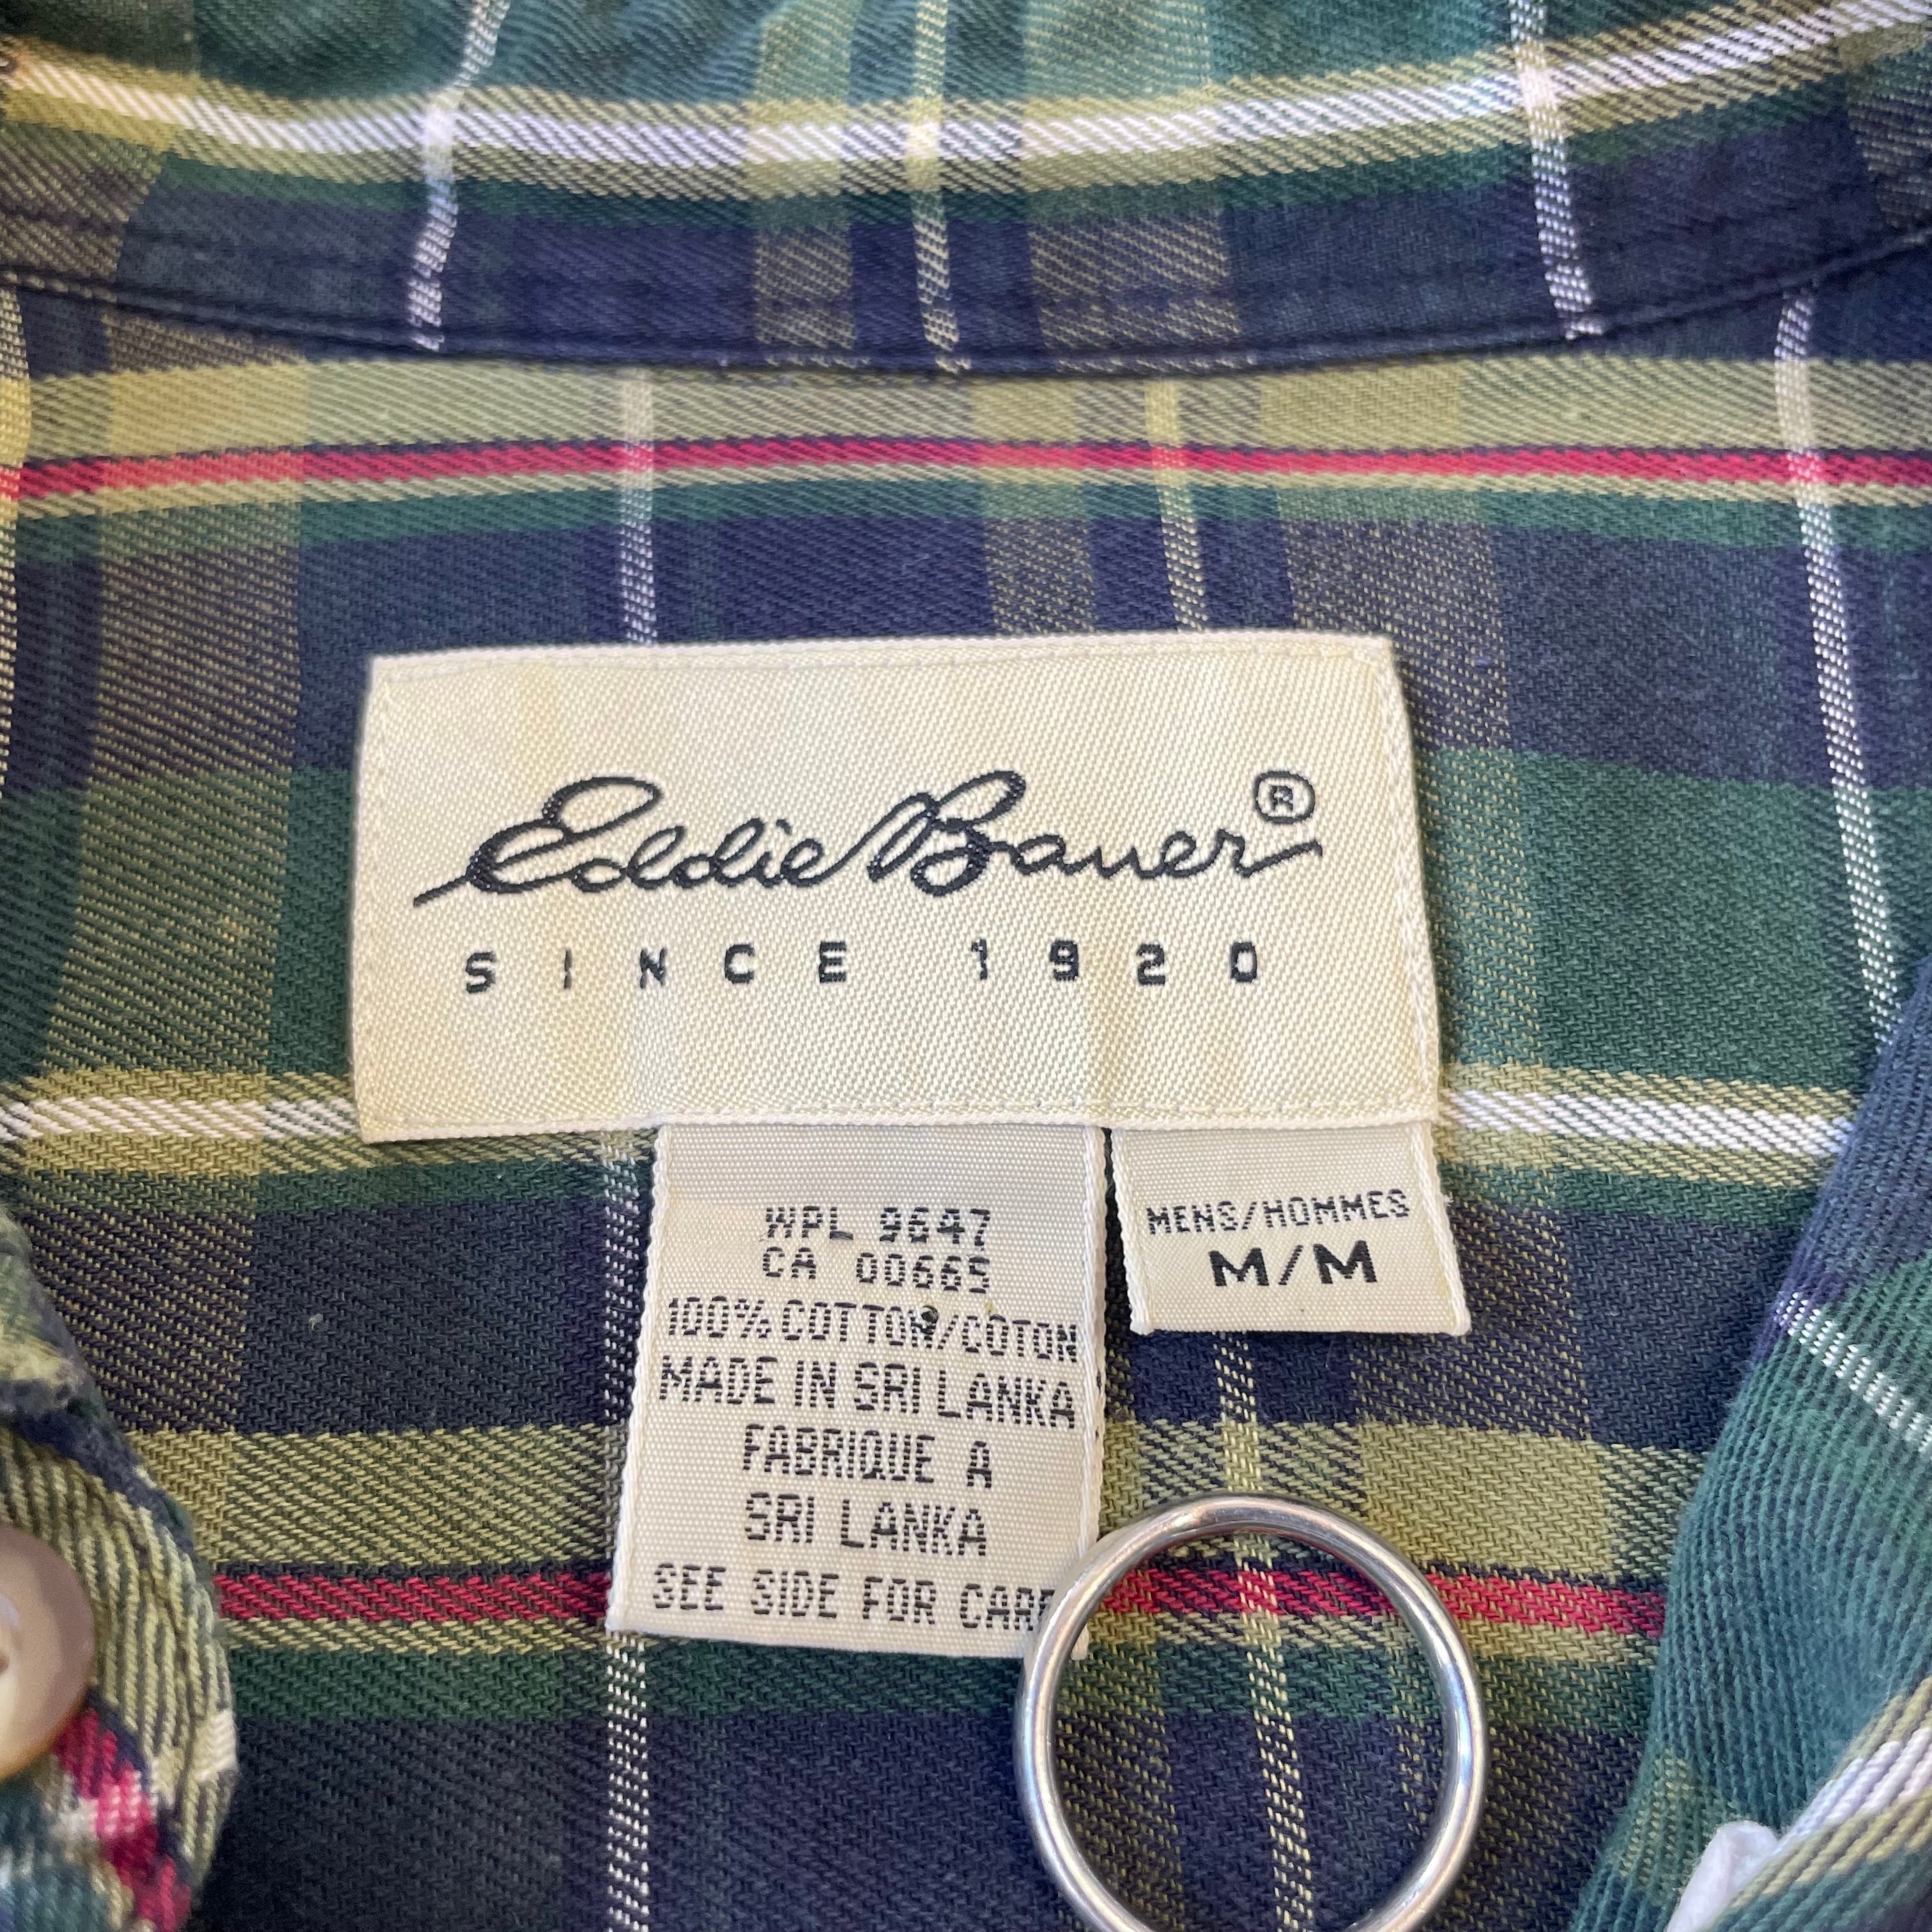 Eddie Bauer®
SINCE 1920
WPL 9647
CA 00665
100% COTTON/COTON
MADE IN SRI LANKA
FABRIQUE A
SRI LANKA
SEE SIDE FOR CARE
MENS/HOMMES
M/M